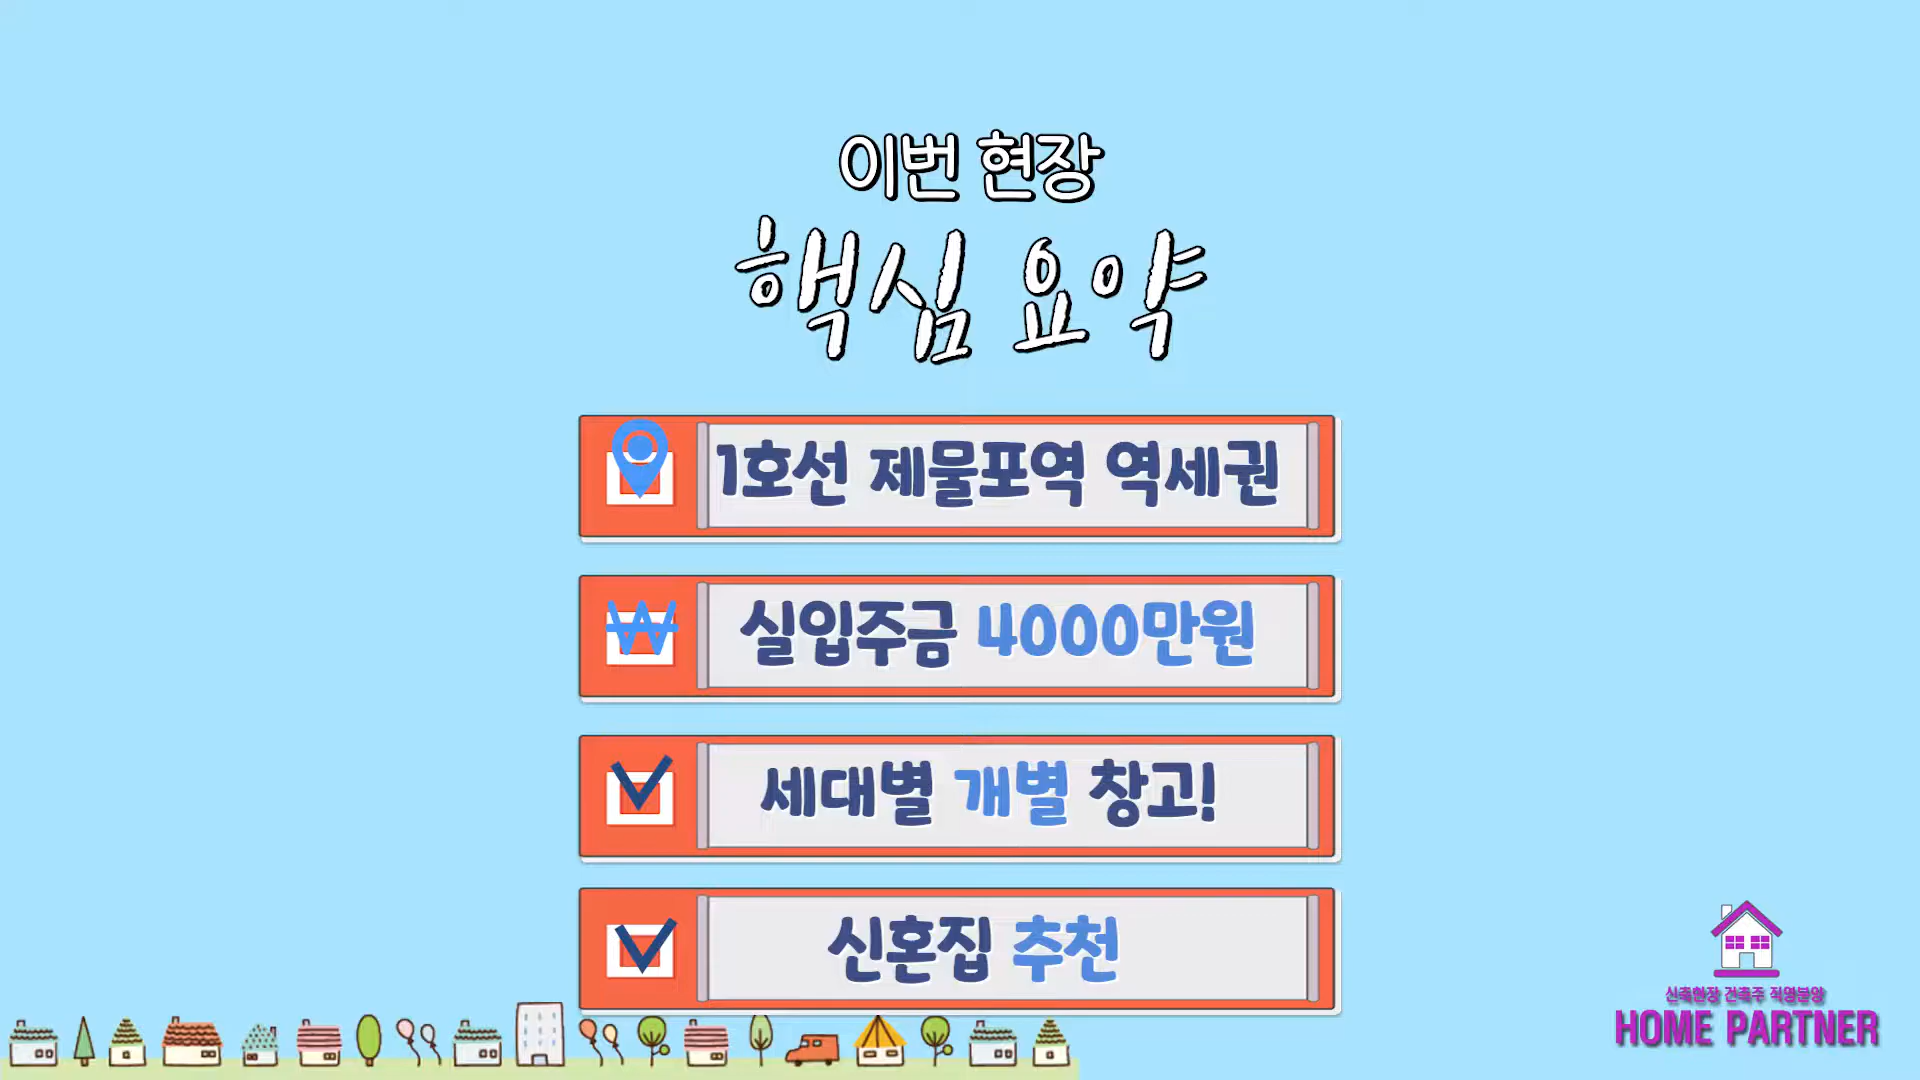 이번 현장
핵심 요약
1호선 제물포역 역세권
실입주금 4000만원
세대별 개별 창고!
신혼집 추천
신축현장 건축주 직영분양
HOME PARTNER